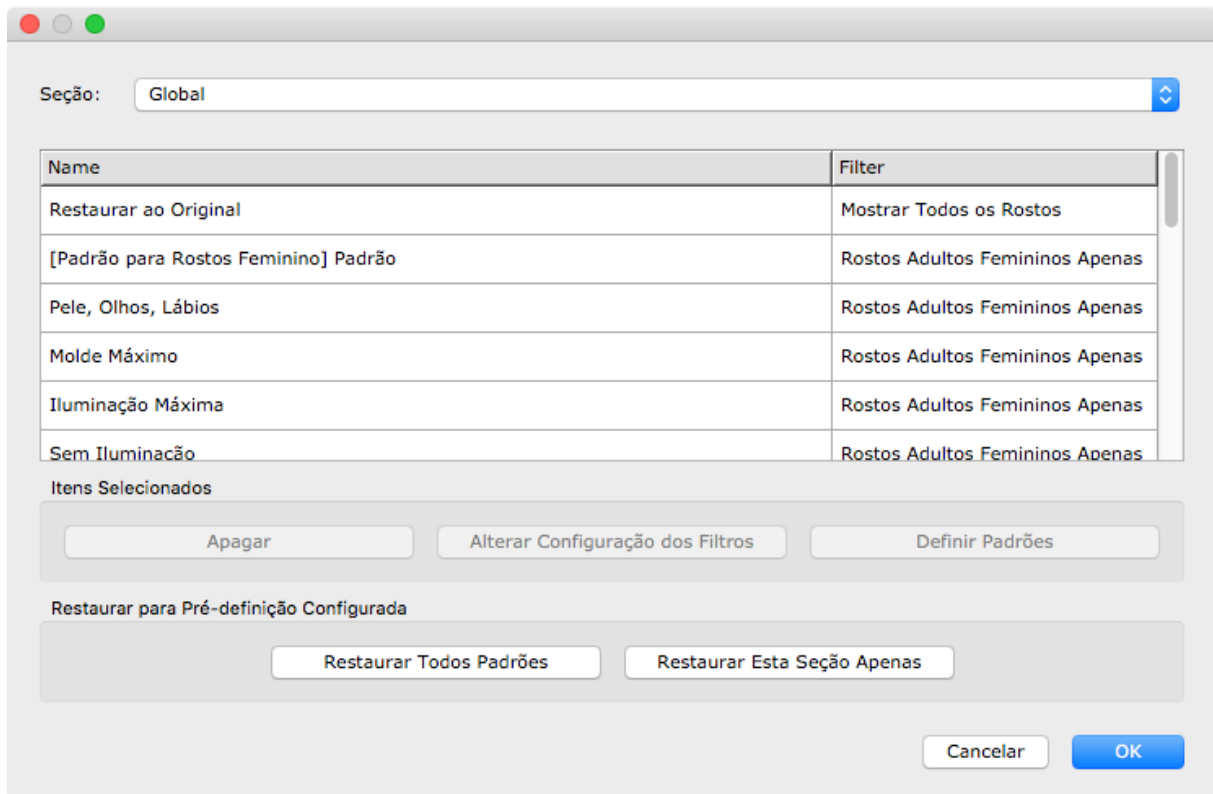 Seção: Global
Name Filter
Restaurar ao Original Mostrar Todos os Rostos
[Padrão para Rostos Feminino] Padrão Rostos Adultos Femininos Apenas
Pele, Olhos, Lábios Rostos Adultos Femininos Apenas
Molde Máximo Rostos Adultos Femininos Apenas
Iluminação Máxima Rostos Adultos Femininos Apenas
Sem Iluminação Rostos Adultos Femininos Apenas
Itens Selecionados
Apagar Alterar Configuração dos Filtros Definir Padrões
Restaurar para Pré-definição Configurada
Restaurar Todos Padrões Restaurar Esta Seção Apenas
Cancelar OK